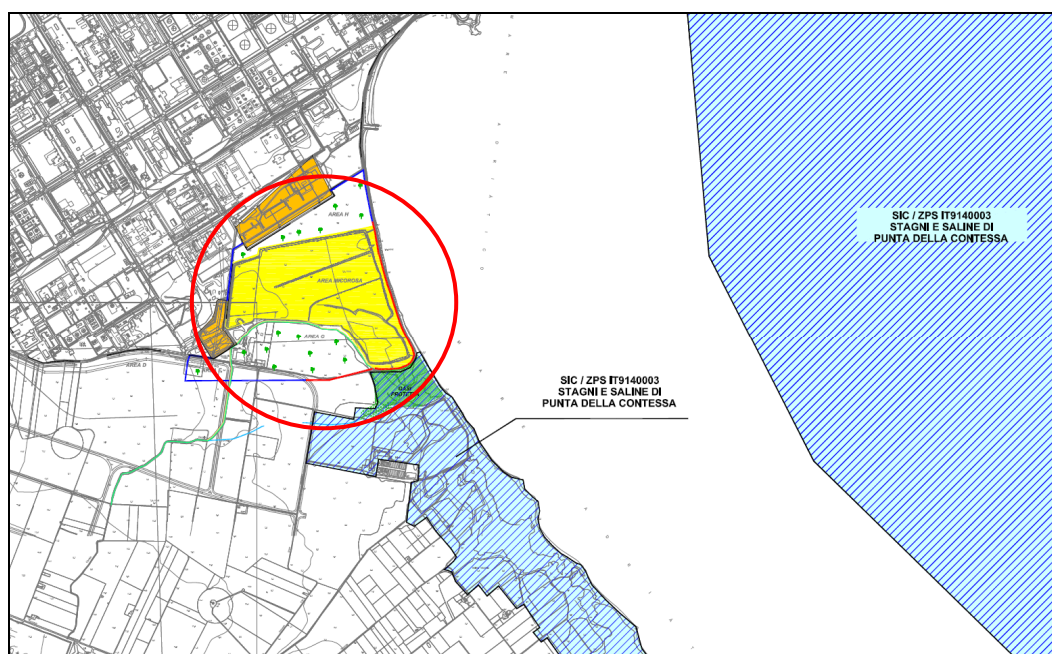 SIC / ZPS IT9140003
STAGNI E SALINE DI
PUNTA DELLA CONTESSA
AREA N
AREA MICOROSA
AREA G
AREA D
OASI
PROTETTA
SIC / ZPS IT9140003
STAGNI E SALINE DI
PUNTA DELLA CONTESSA